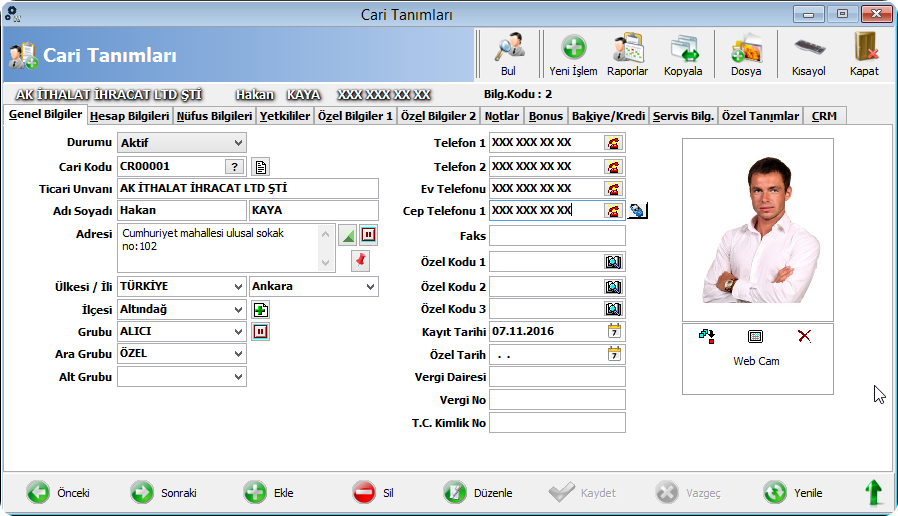 Cari Tanımları
Cari Tanımları
Bul
Yeni İşlem
Raporlar
Kopyala
Dosya
Kısayol
Kapat
AK İTHALAT İHRACAT LTD ŞTİ Hakan KAYA XXX XXX XX XX Bilg.Kodu : 2
Genel Bilgiler Hesap Bilgileri Nüfus Bilgileri Yetkililer Özel Bilgiler 1 Özel Bilgiler 2 Notlar Bonus Bakiye/Kredi Servis Bilg. Özel Tanımlar CRM
Durumu Aktif
Cari Kodu CR00001 ?
Ticari Unvanı AK İTHALAT İHRACAT LTD ŞTİ
Adı Soyadı Hakan KAYA
Adresi Cumhuriyet mahallesi ulusal sokak
no:102
Ülkesi / İli TÜRKİYE Ankara
İlçesi Altındağ
Grubu ALICI
Ara Grubu ÖZEL
Alt Grubu
Telefon 1 XXX XXX XX XX
Telefon 2 XXX XXX XX XX
Ev Telefonu XXX XXX XX XX
Cep Telefonu 1 XXX XXX XX XX
Faks
Özel Kodu 1
Özel Kodu 2
Özel Kodu 3
Kayıt Tarihi 07.11.2016 7
Özel Tarih . . 7
Vergi Dairesi
Vergi No
T.C. Kimlik No
Web Cam
Önceki
Sonraki
Ekle
Sil
Düzenle
Kaydet
Vazgeç
Yenile